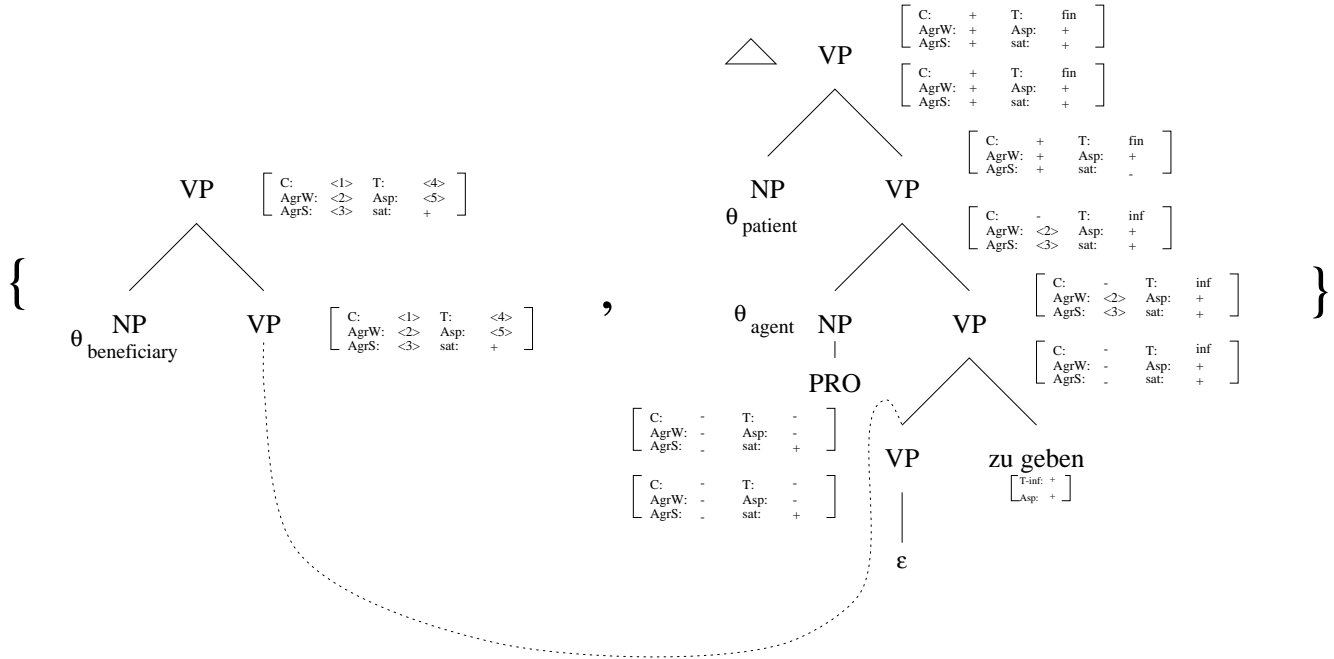 C: + T: fin
AgrW: + Asp: +
AgrS: + sat: +
VP
C: + T: fin
AgrW: + Asp: +
AgrS: + sat: +
C: + T: fin
AgrW: + Asp: +
AgrS: + sat: -
VP
C: <1> T: <4>
AgrW: <2> Asp: <5>
AgrS: <3> sat: +
NP VP
θ patient
C: - T: inf
AgrW: <2> Asp: +
AgrS: <3> sat: +
{ , }
C: - T: inf
AgrW: <2> Asp: +
AgrS: <3> sat: +
NP VP
θ beneficiary
C: <1> T: <4>
AgrW: <2> Asp: <5>
AgrS: <3> sat: +
θ agent NP VP
C: - T: inf
AgrW: - Asp: +
AgrS: - sat: +
PRO
C: - T: -
AgrW: - Asp: -
AgrS: - sat: +
VP zu geben
T-inf: +
Asp: +
C: - T: -
AgrW: - Asp: -
AgrS: - sat: +
ε